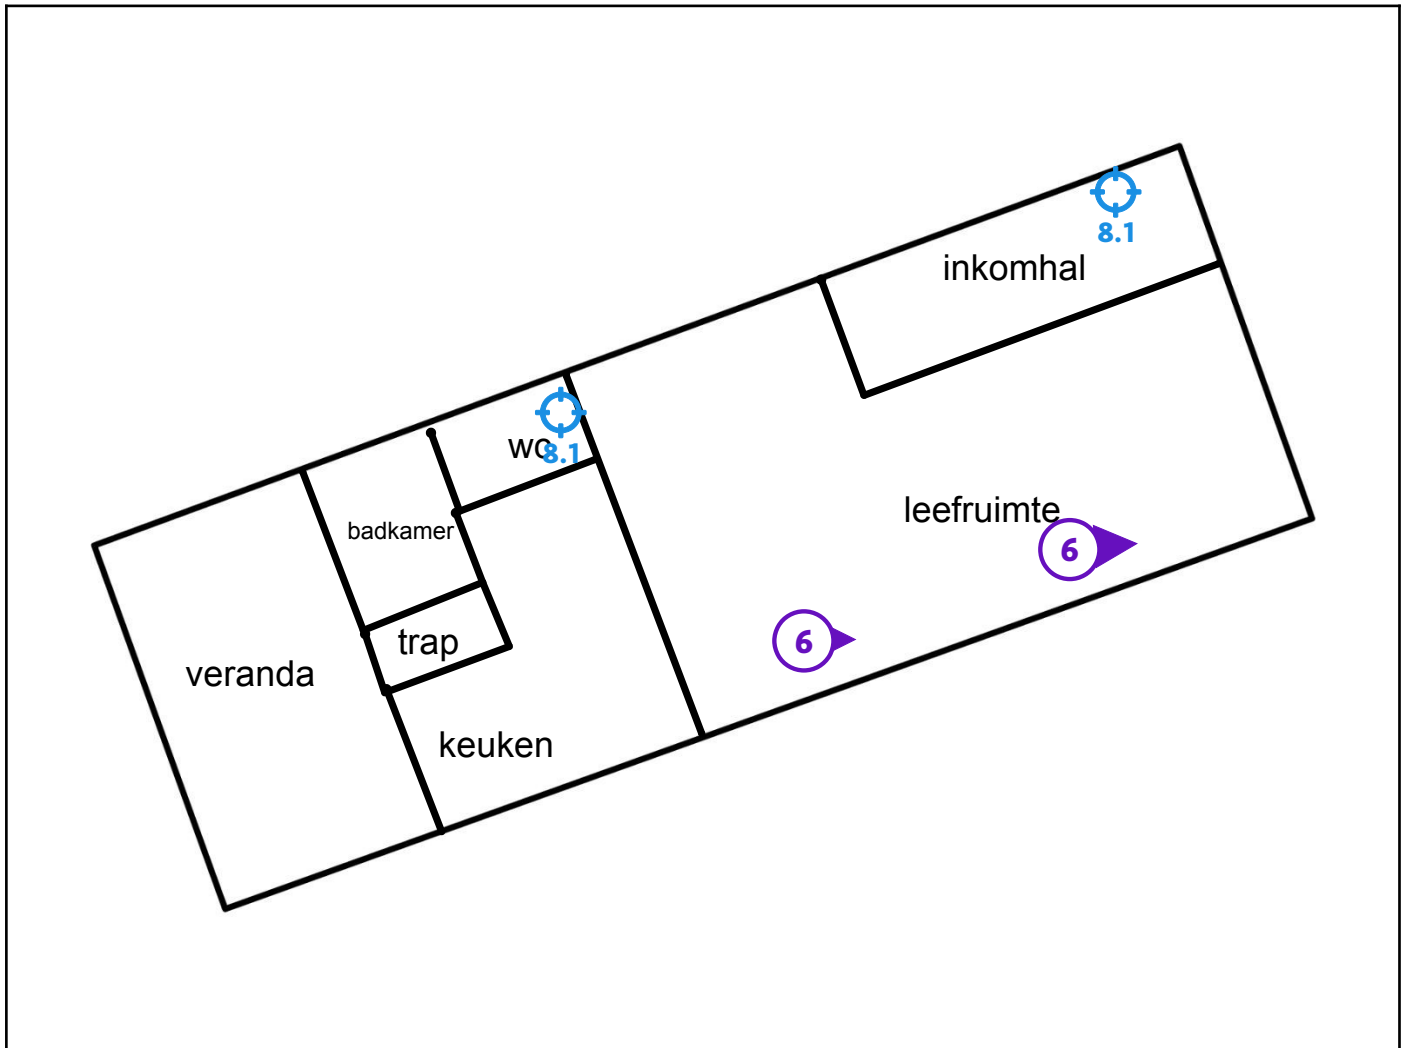 8.1
inkomhal
wc
8.1
leefruimte
badkamer
6
trap
6
veranda
keuken